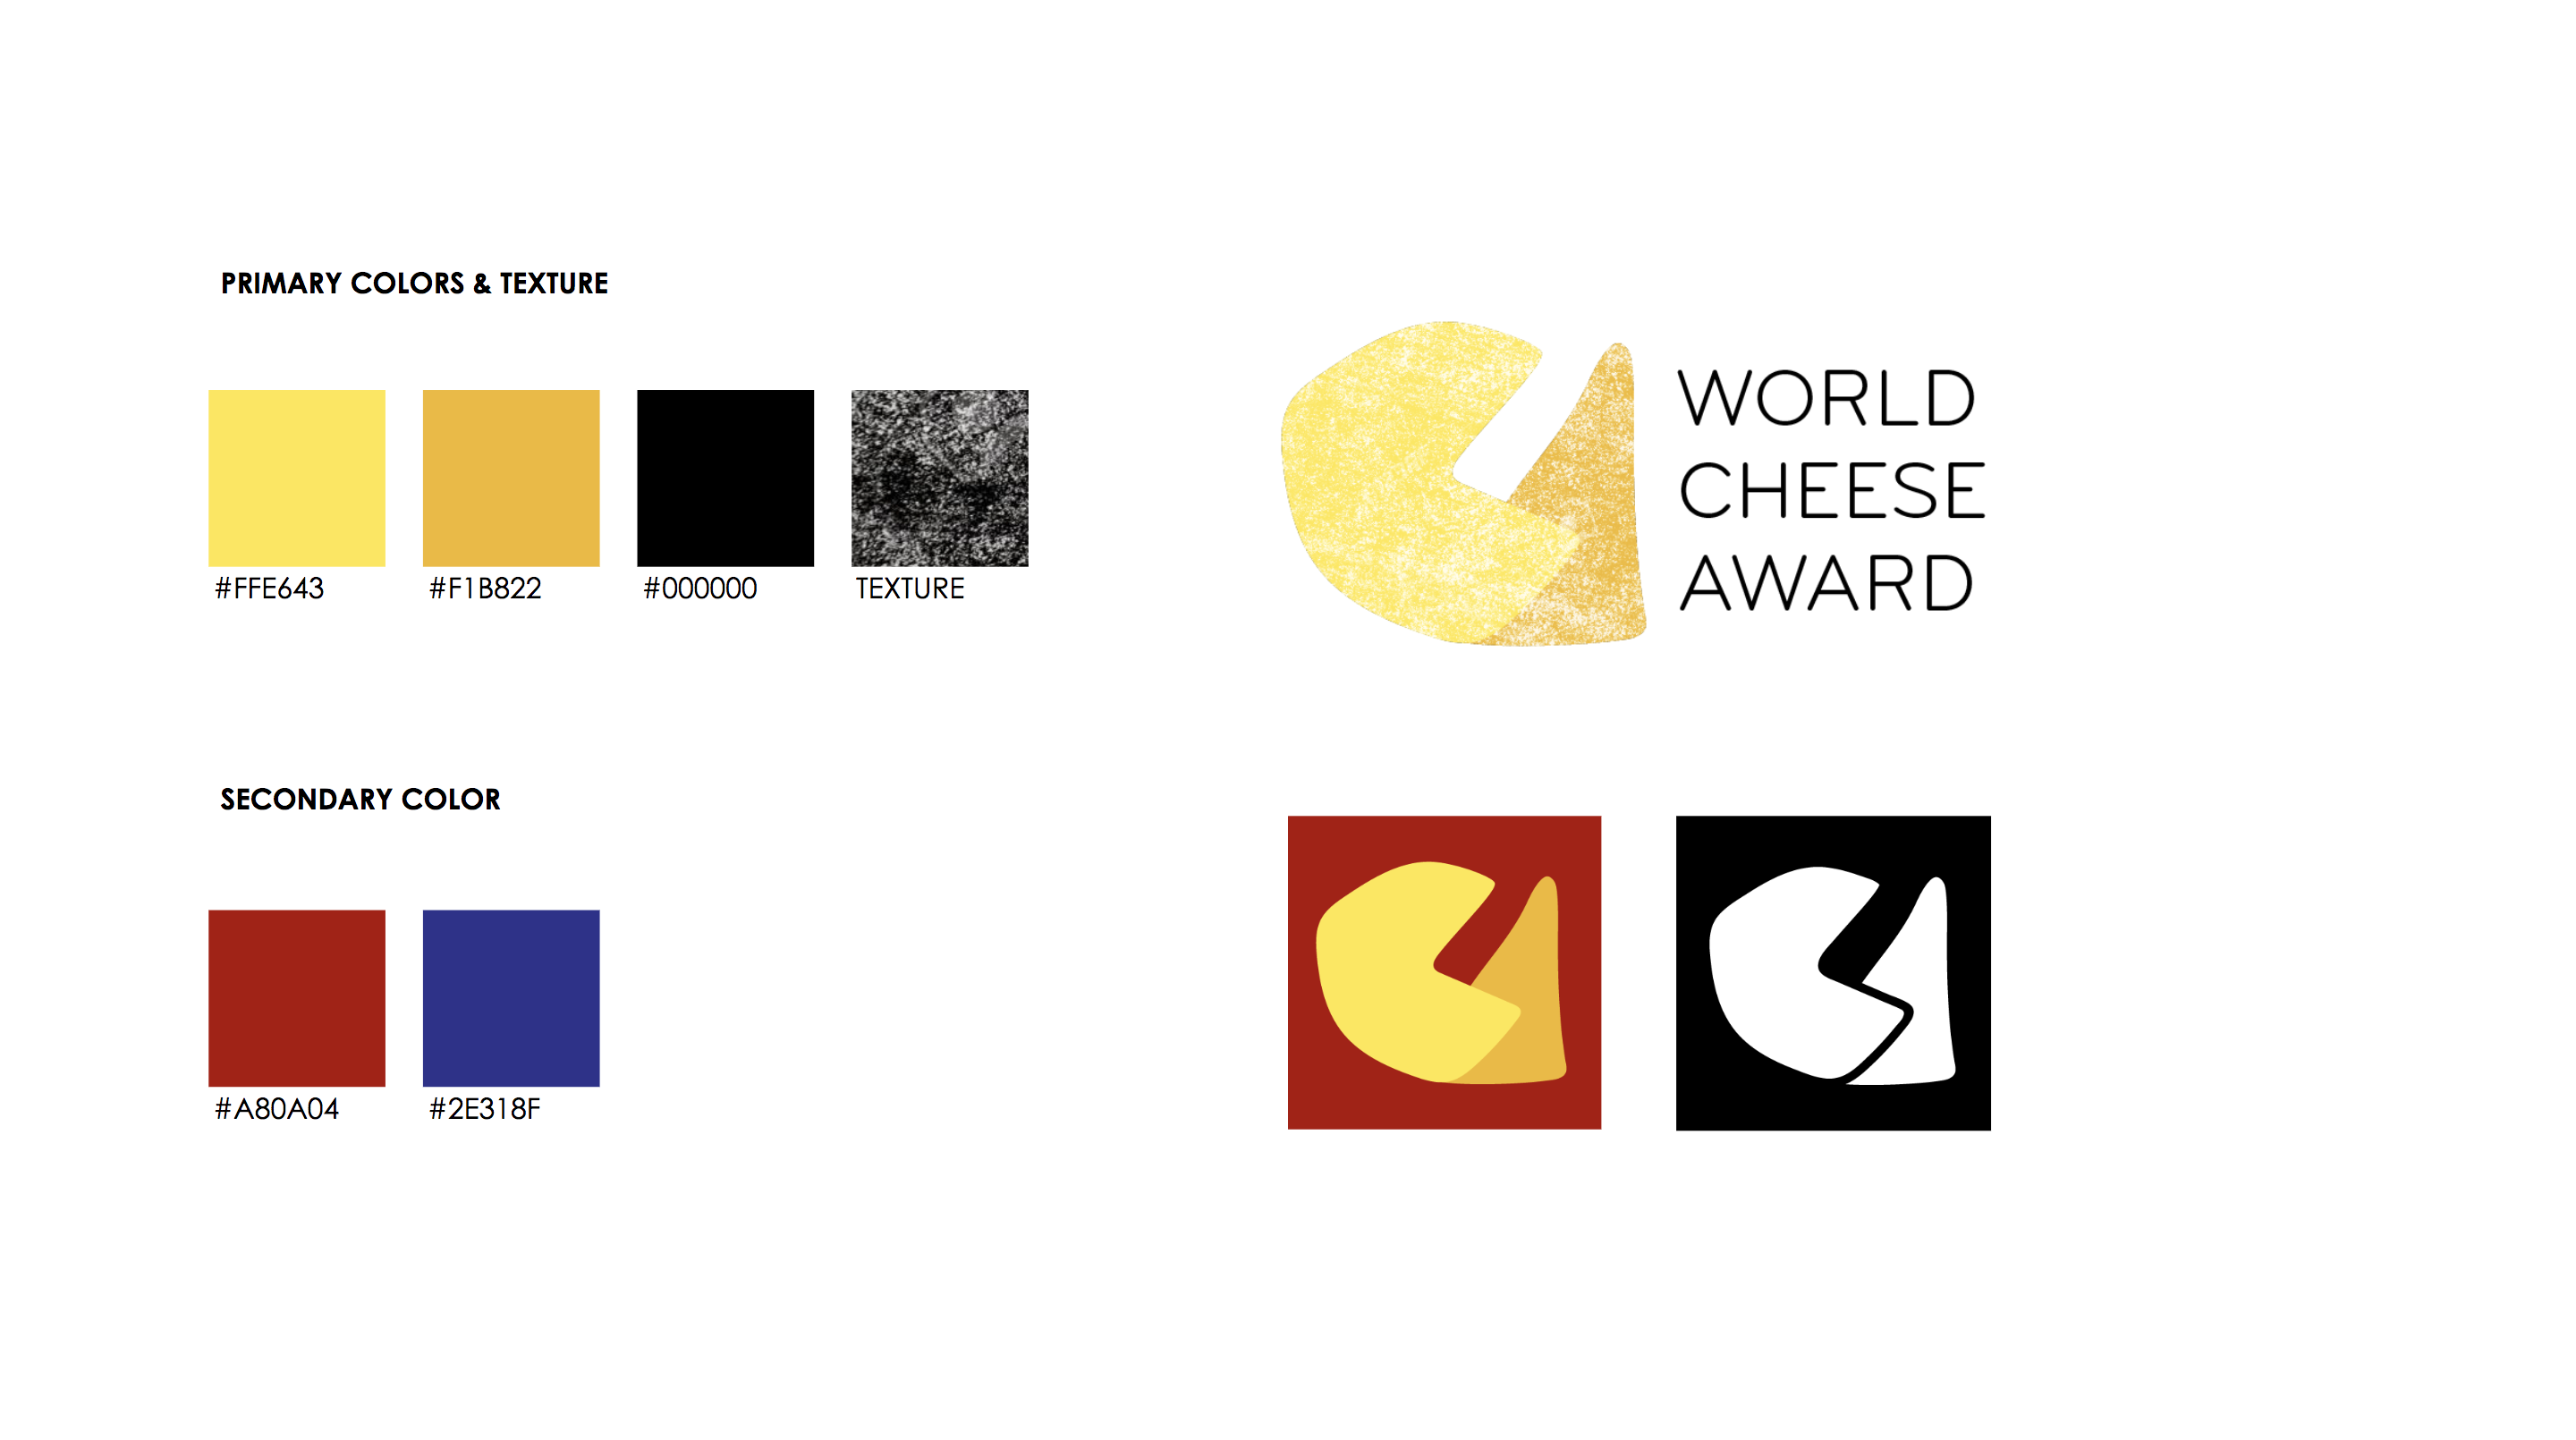 PRIMARY COLORS & TEXTURE
#FFE643
#F1B822
#000000
TEXTURE
SECONDARY COLOR
#A80A04
#2E318F
WORLD
CHEESE
AWARD